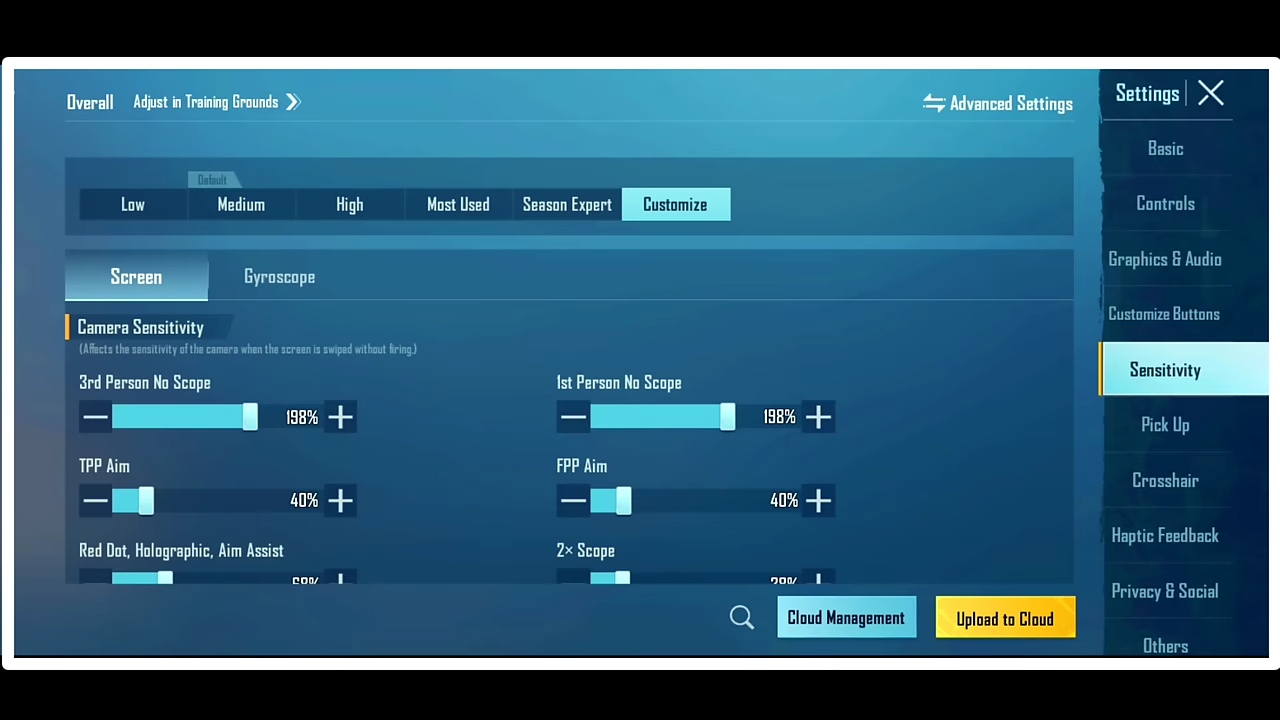 Overall Adjust in Training Grounds
Advanced Settings
Settings
Default
Low Medium High Most Used Season Expert Customize
Screen Gyroscope
Camera Sensitivity
(Affects the sensitivity of the camera when the screen is swiped without firing.)
3rd Person No Scope 1st Person No Scope
198% 198%
TPP Aim FPP Aim
40% 40%
Red Dot, Holographic, Aim Assist 2× Scope
Cloud Management Upload to Cloud
Basic
Controls
Graphics & Audio
Customize Buttons
Sensitivity
Pick Up
Crosshair
Haptic Feedback
Privacy & Social
Others